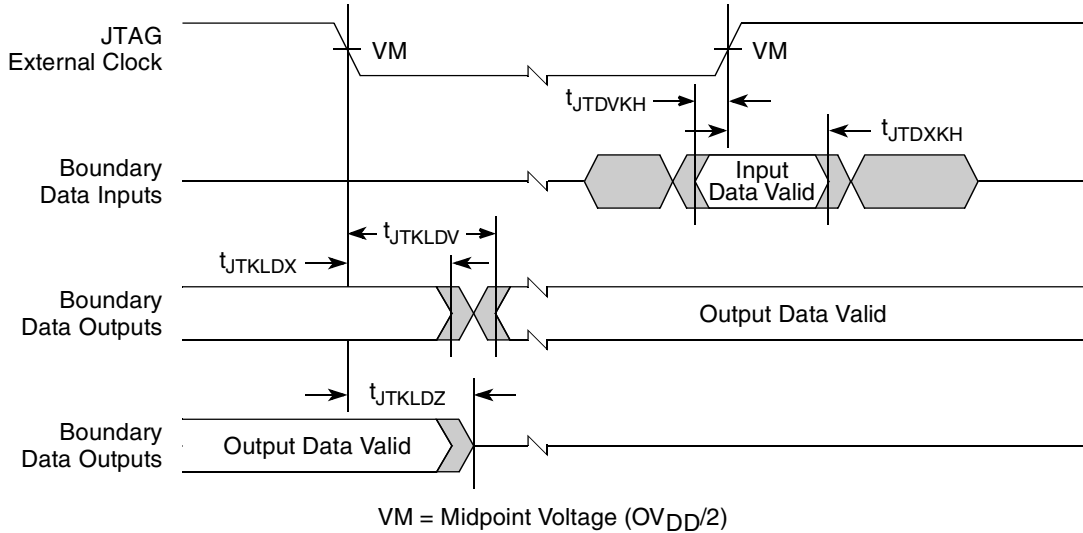 JTAG
External Clock
VM
VM
tJTDVKH
tJTDXKH
Boundary
Data Inputs
Input
Data Valid
tJTKLDV
tJTKLDX
Boundary
Data Outputs
Output Data Valid
tJTKLDZ
Boundary
Data Outputs
Output Data Valid
VM = Midpoint Voltage (OVDD/2)